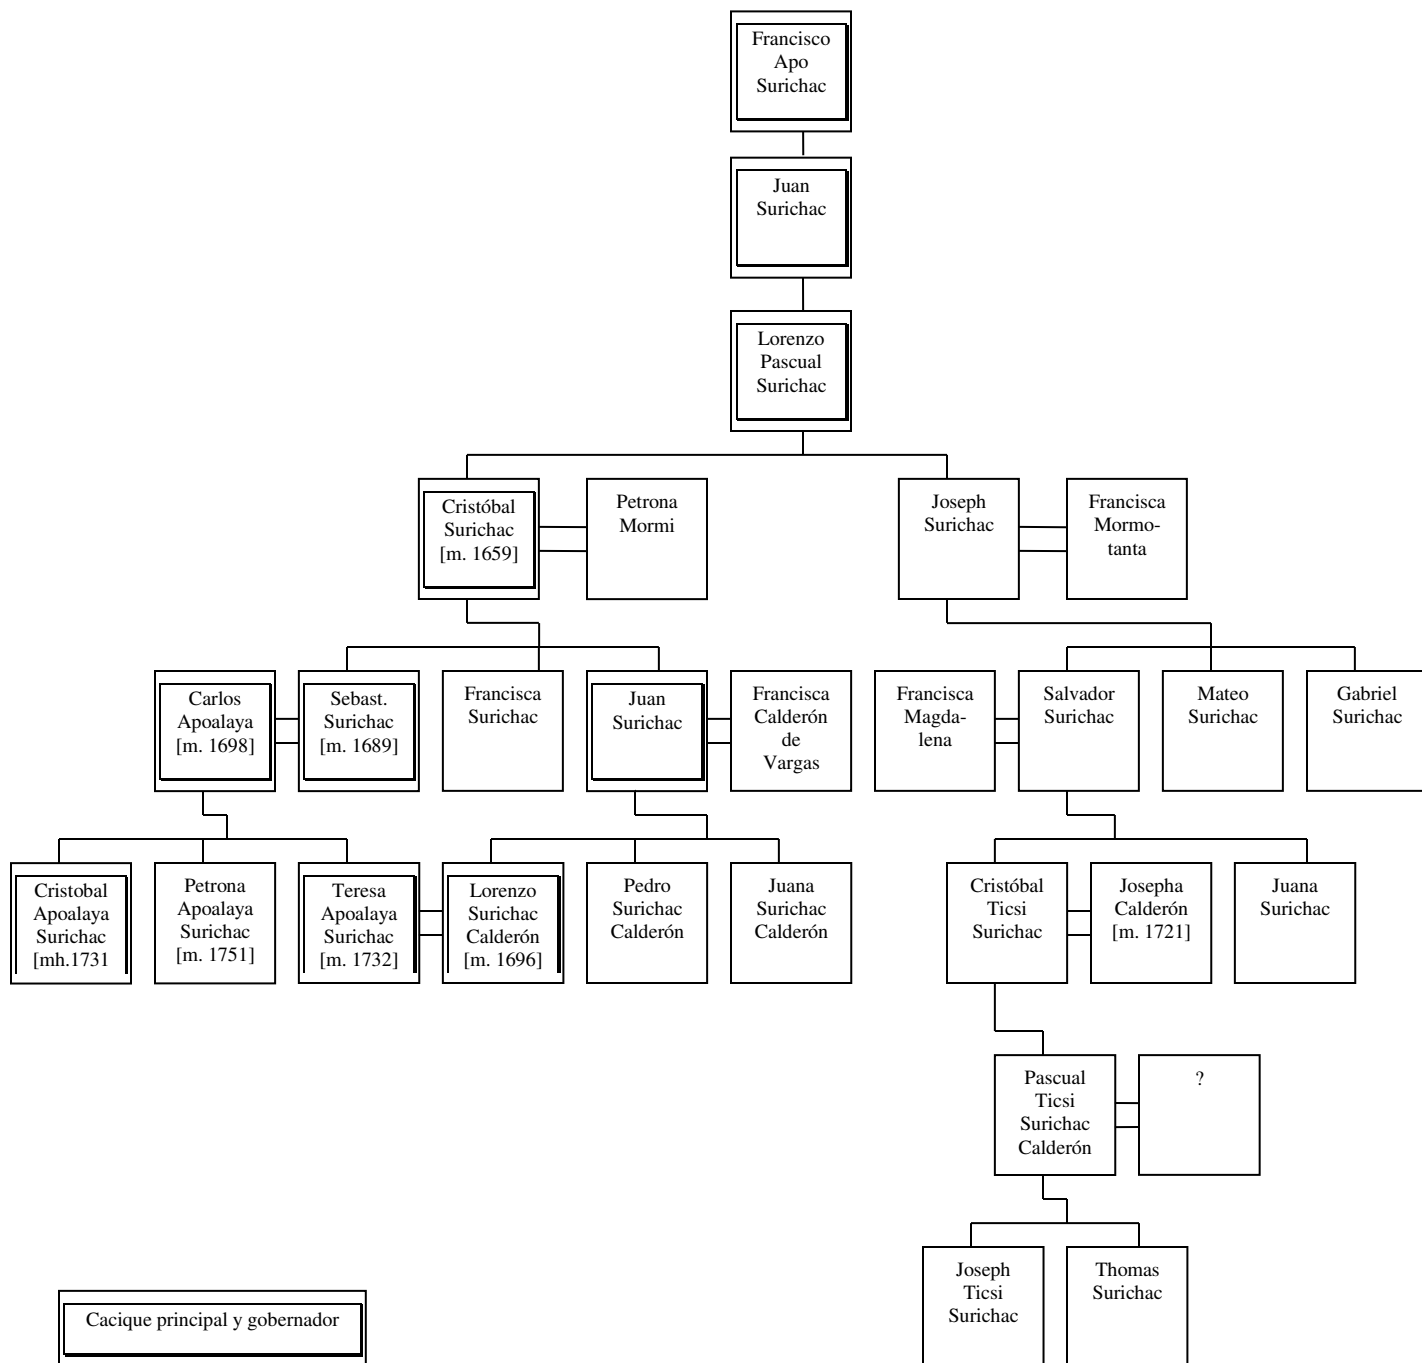 Francisco
Apo
Surichac
Juan
Surichac
Lorenzo
Pascual
Surichac
Cristóbal
Surichac
[m. 1659]
Petrona
Mormi
Joseph
Surichac
Francisca
Mormo-
tanta
Carlos
Apoalaya
[m. 1698]
Sebast.
Surichac
[m. 1689]
Francisca
Surichac
Juan
Surichac
Francisca
Calderón
de
Vargas
Francisca
Magda-
lena
Salvador
Surichac
Mateo
Surichac
Gabriel
Surichac
Cristobal
Apoalaya
Surichac
[mh.1731
Petrona
Apoalaya
Surichac
[m. 1751]
Teresa
Apoalaya
Surichac
[m. 1732]
Lorenzo
Surichac
Calderón
[m. 1696]
Pedro
Surichac
Calderón
Juana
Surichac
Calderón
Cristóbal
Ticsi
Surichac
Josepha
Calderón
[m. 1721]
Juana
Surichac
Pascual
Ticsi
Surichac
Calderón
?
Joseph
Ticsi
Surichac
Thomas
Surichac
Cacique principal y gobernador